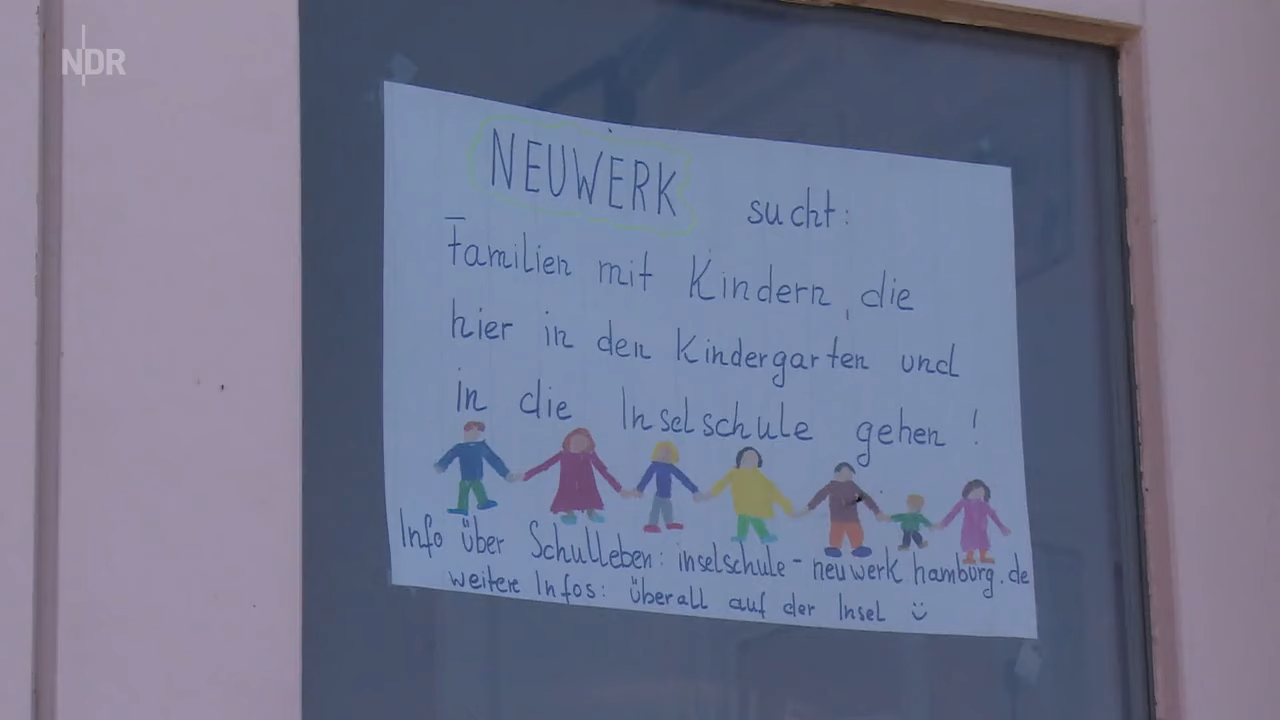 NDR
NEUWERK sucht:
Familien mit Kindern, die
hier in den Kindergarten und
in die Inselschule gehen!
Info über Schulleben: inselschule-neuwerk hamburg.de
weitere Infos: überall auf der Insel ü